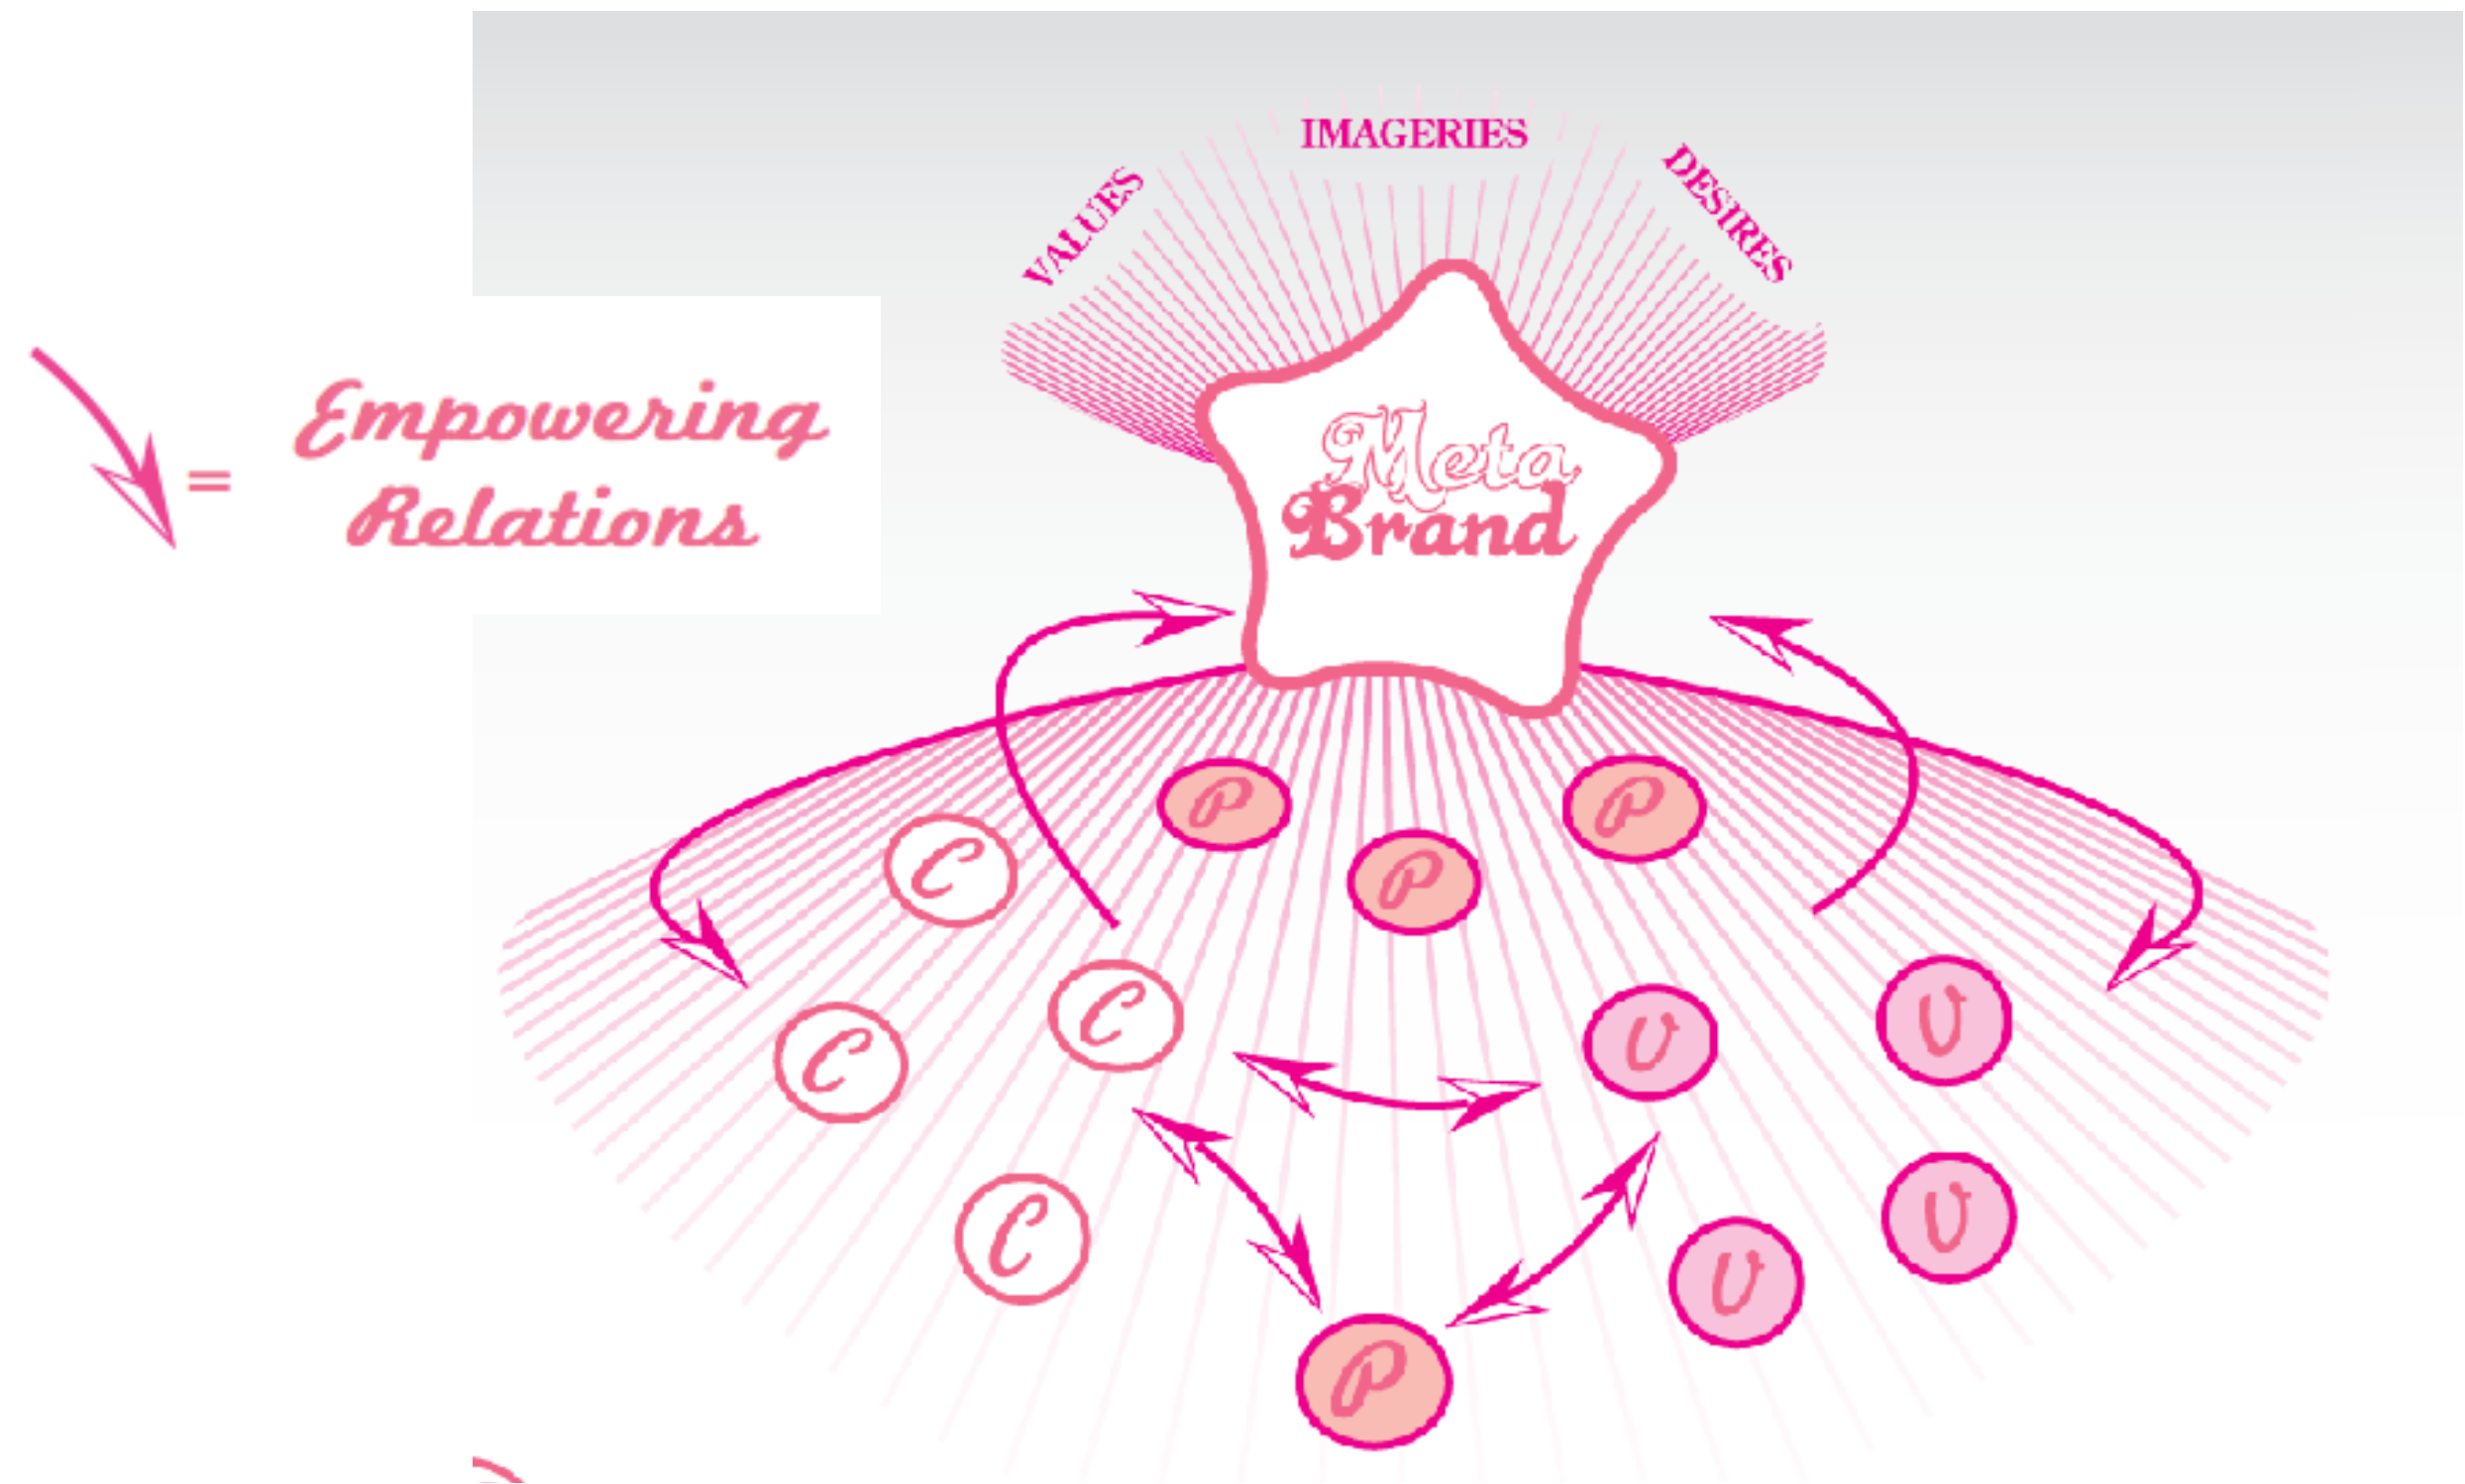 IMAGERIES
VALUES
DESIRES
Empowering
=
Relations
Meta
Brand
P
P
C
P
C
U
U
C
U
C
U
P